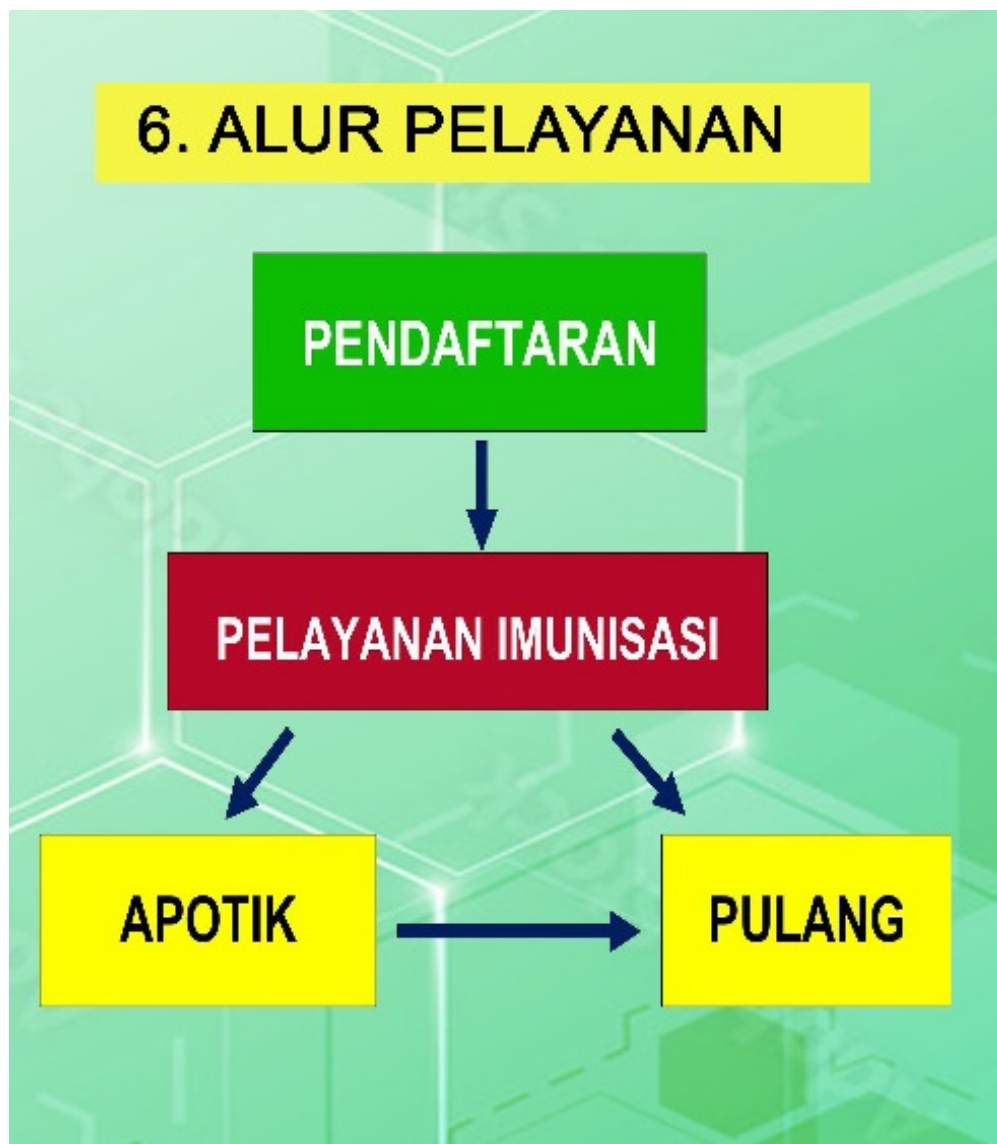 6. ALUR PELAYANAN
PENDAFTARAN
PELAYANAN IMUNISASI
APOTIK
PULANG